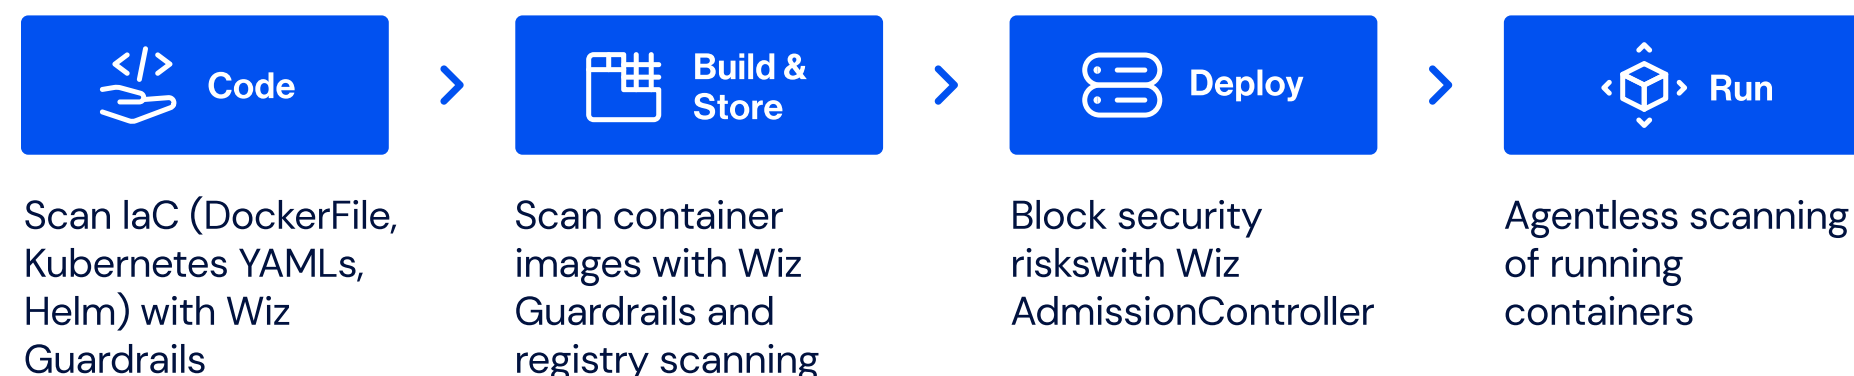 Code
Build &
Store
Deploy
Run
Scan IaC (DockerFile,
Kubernetes YAMLs,
Helm) with Wiz
Guardrails
Scan container
images with Wiz
Guardrails and
registry scanning
Block security
riskswith Wiz
AdmissionController
Agentless scanning
of running
containers